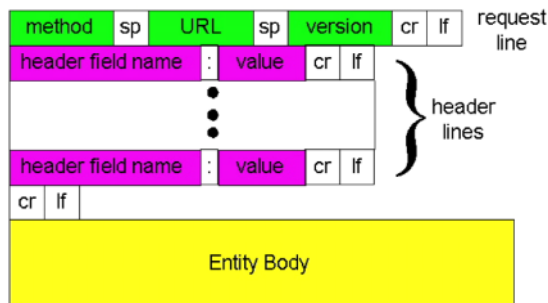 method sp URL sp version cr lf request line
header field name : value cr lf
header lines
header field name : value cr lf
cr lf
Entity Body